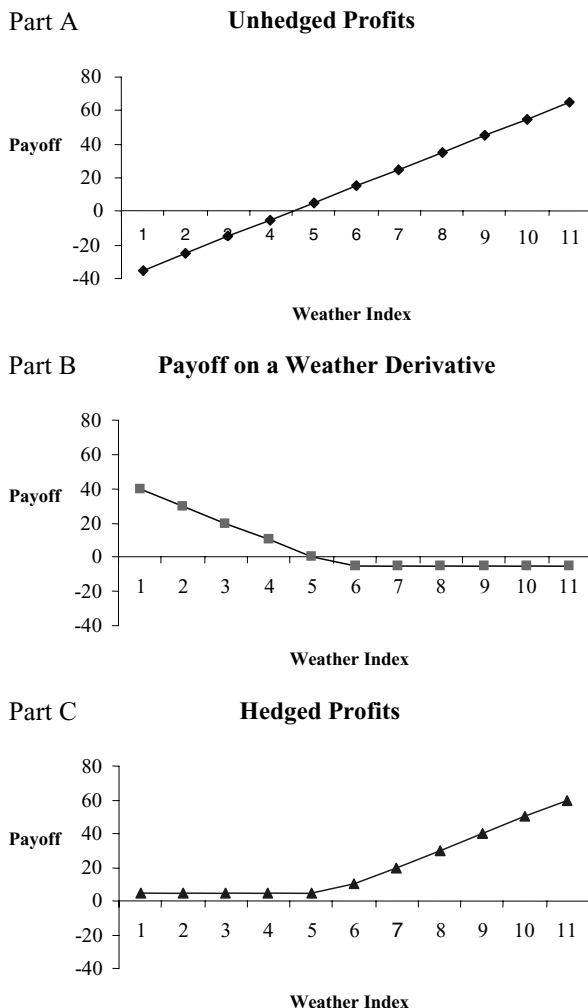 Part A Unhedged Profits
80
60
Payoff 40
20
0
1 2 3 4 5 6 7 8 9 10 11
-20
-40
Weather Index
Part B Payoff on a Weather Derivative
80
60
Payoff 40
20
0
1 2 3 4 5 6 7 8 9 10 11
-20
-40
Weather Index
Part C Hedged Profits
80
60
Payoff 40
20
0
1 2 3 4 5 6 7 8 9 10 11
-20
-40
Weather Index